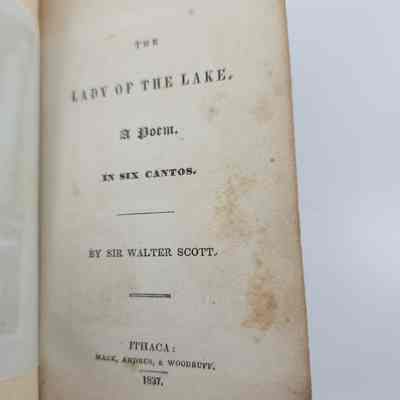 THE
LADY OF THE LAKE.
A Poem.
IN SIX CANTOS.
BY SIR WALTER SCOTT.
ITHACA:
MACK, ANDRUS, & WOODRUFF.
1837.